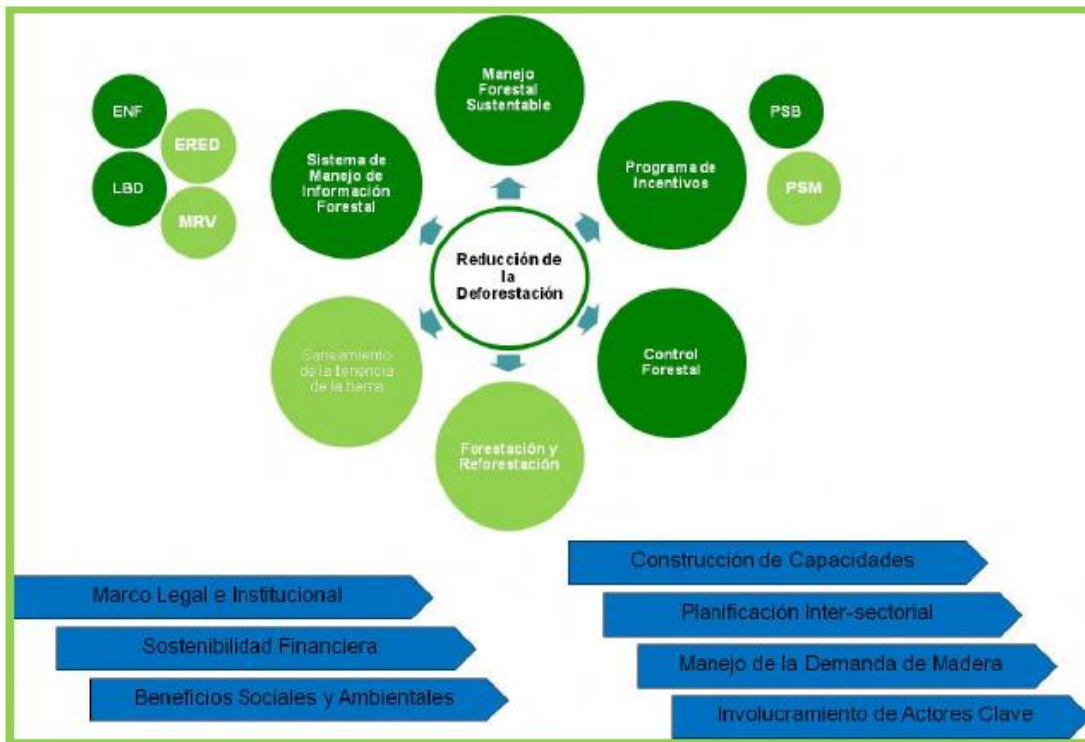 Manejo
Forestal
Sustentable
ENF
ERED
LBD
MRV
Sistema de
Manejo de
Información
Forestal
Programa de
Incentivos
PSB
PSM
Reducción de
la
Deforestación
Saneamiento
de la tenencia
de la tierra
Control
Forestal
Forestación y
Reforestación
Marco Legal e Institucional
Sostenibilidad Financiera
Beneficios Sociales y Ambientales
Construcción de Capacidades
Planificación Inter-sectorial
Manejo de la Demanda de Madera
Involucramiento de Actores Clave